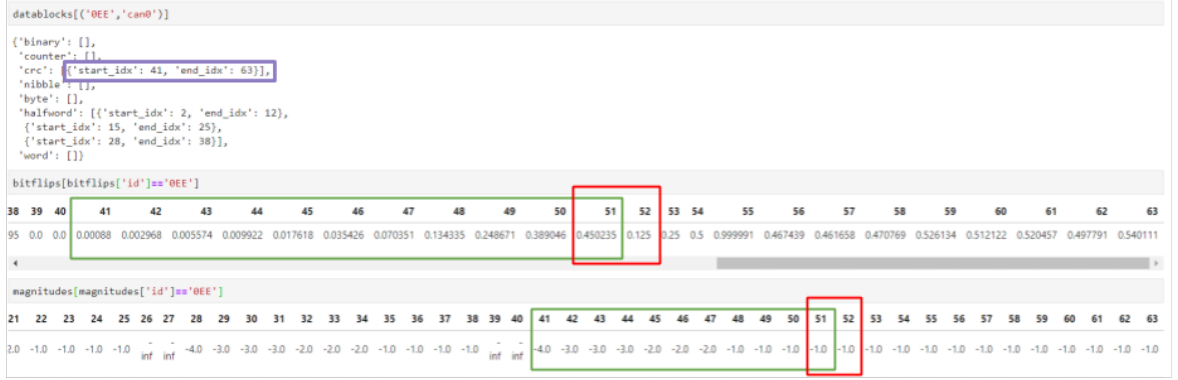 datablocks[('0EE','can0')]
{'binary': [],
'counter': [],
'crc': [{'start_idx': 41, 'end_idx': 63}],
'nibble': [],
'byte': [],
'halfword': [{'start_idx': 2, 'end_idx': 12},
{'start_idx': 15, 'end_idx': 25},
{'start_idx': 28, 'end_idx': 38}],
'word': []}
bitflips[bitflips['id']=='0EE']
38 39 40 41 42 43 44 45 46 47 48 49 50 51 52 53 54 55 56 57 58 59 60 61 62 63
95 0.0 0.0 0.00088 0.002968 0.005574 0.009922 0.017618 0.035426 0.070351 0.134335 0.248671 0.389046 0.450235 0.125 0.25 0.5 0.999991 0.467439 0.461658 0.470769 0.526134 0.512122 0.520457 0.497791 0.540111
magnitudes[magnitudes['id']=='0EE']
21 22 23 24 25 26 27 28 29 30 31 32 33 34 35 36 37 38 39 40 41 42 43 44 45 46 47 48 49 50 51 52 53 54 55 56 57 58 59 60 61 62 63
2.0 -1.0 -1.0 -1.0 -1.0 -inf -inf -4.0 -3.0 -3.0 -3.0 -2.0 -2.0 -2.0 -1.0 -1.0 -1.0 -1.0 -inf -inf -4.0 -3.0 -3.0 -3.0 -2.0 -2.0 -2.0 -1.0 -1.0 -1.0 -1.0 -1.0 -1.0 -1.0 -1.0 -1.0 -1.0 -1.0 -1.0 -1.0 -1.0 -1.0 -1.0